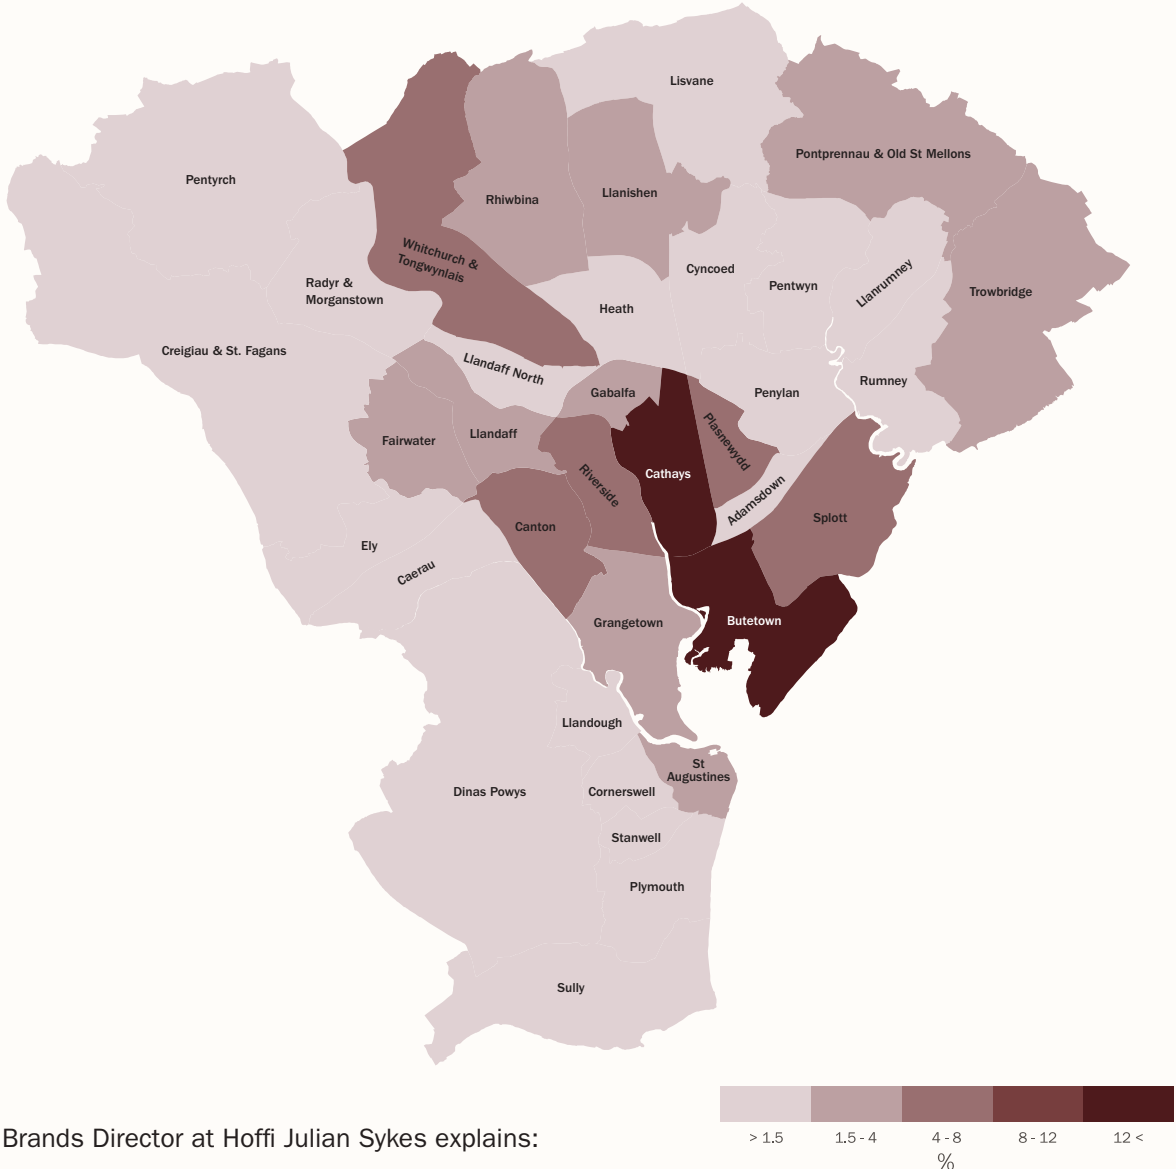 Lisvane
Pontprennau & Old St Mellons
Pentyrch
Rhiwbina
Llanishen
Whitchurch &
Tongwynlais
Radyr &
Morganstown
Cyncoed
Pentwyn
Llanrumney
Trowbridge
Heath
Creigiau & St. Fagans
Llandaff North
Gabalfa
Penylan
Rumney
Fairwater
Llandaff
Plasnewydd
Riverside
Cathays
Adamsdown
Splott
Canton
Ely
Caerau
Grangetown
Butetown
Llandough
St
Augustines
Dinas Powys
Cornerswell
Stanwell
Plymouth
Sully
> 1.5
1.5 - 4
4 - 8
8 - 12
12 <
%
Brands Director at Hoffi Julian Sykes explains: